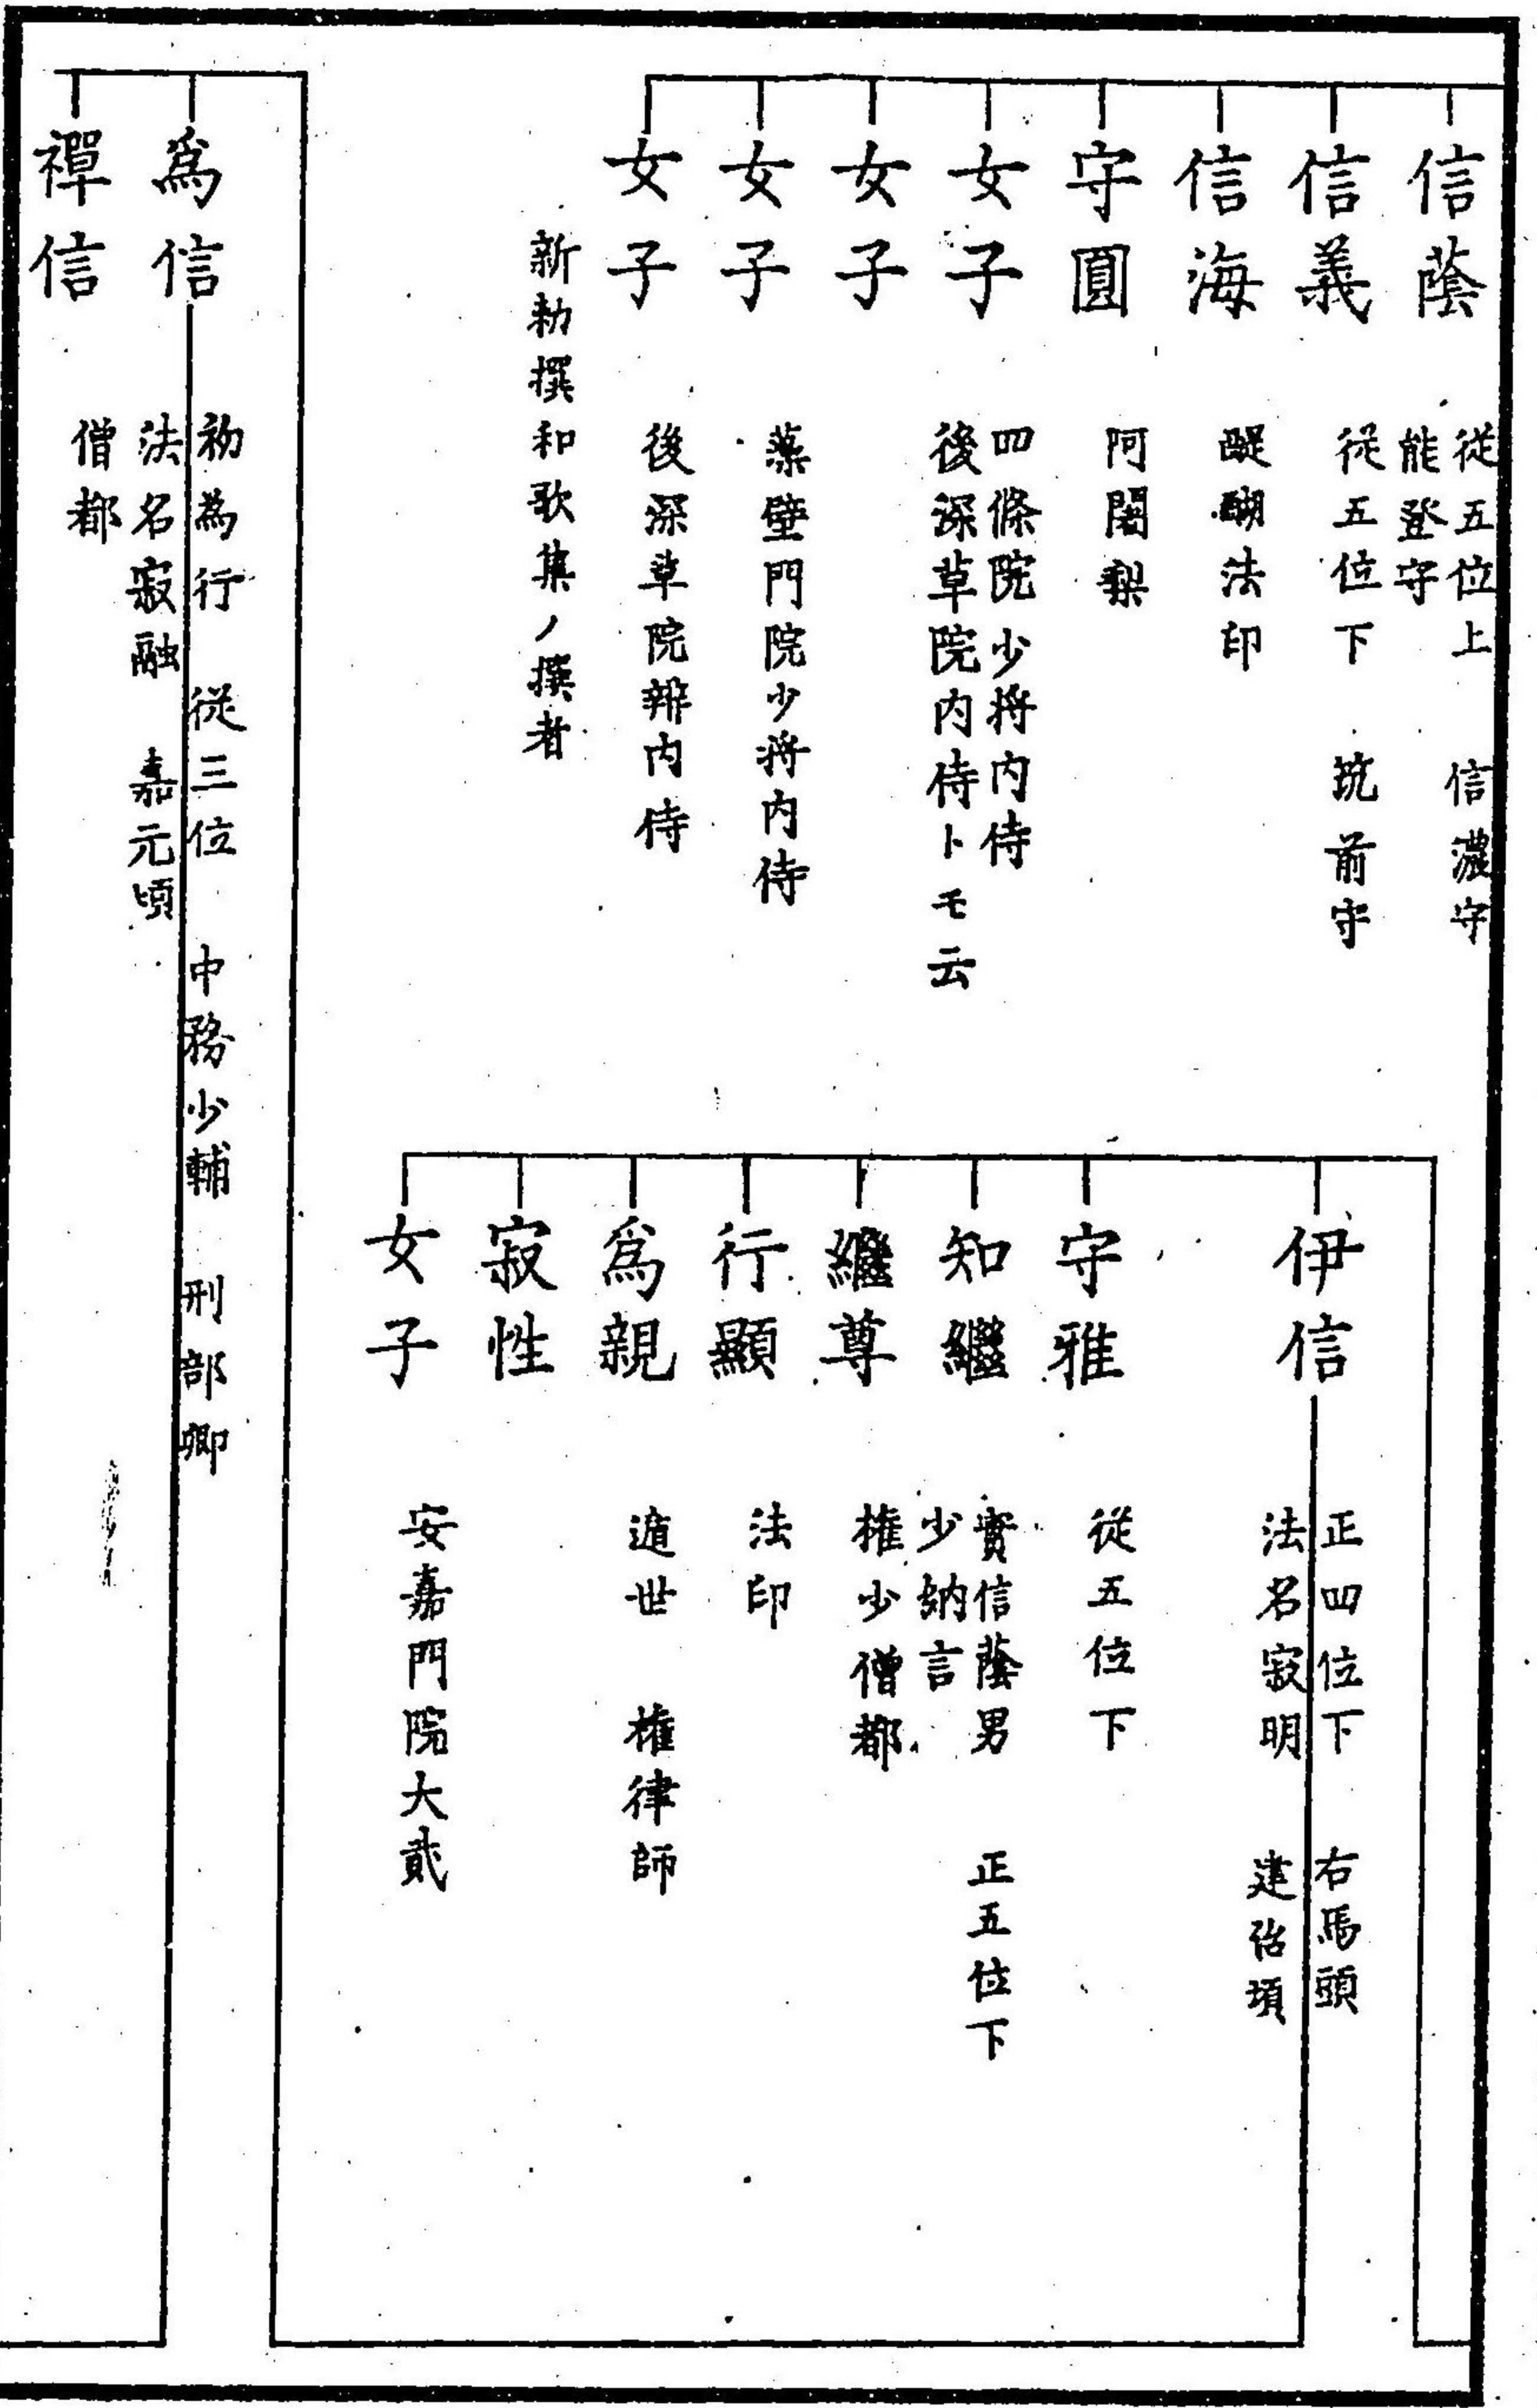 信蔭
從五位上　信濃守
能登守
信義
從五位下　筑前守
信海
醍醐法印
守圓
阿闍梨
女子
四條院少将内侍
後深草院内侍トモ云
女子
女子
藻璧門院少将内侍
女子
後深草院辨内侍
新勅撰和歌集ノ撰者
伊信
正四位下　右馬頭
法名寂明　建治頃
守雅
從五位下
知繼
實信蔭男　正五位下
少納言
繼尊
権少僧都
行顯
法印
爲親
遁世　権律師
寂性
女子
安嘉門院大貳
爲信
初為行　從三位　中務少輔　刑部卿
法名寂融　嘉元頃
禪信
僧都